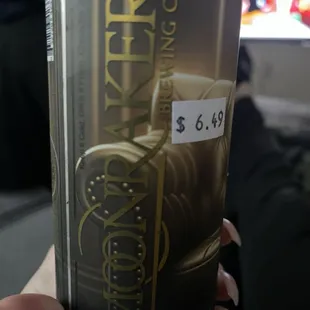 MOONRAKER
BREWING C
$ 6.49